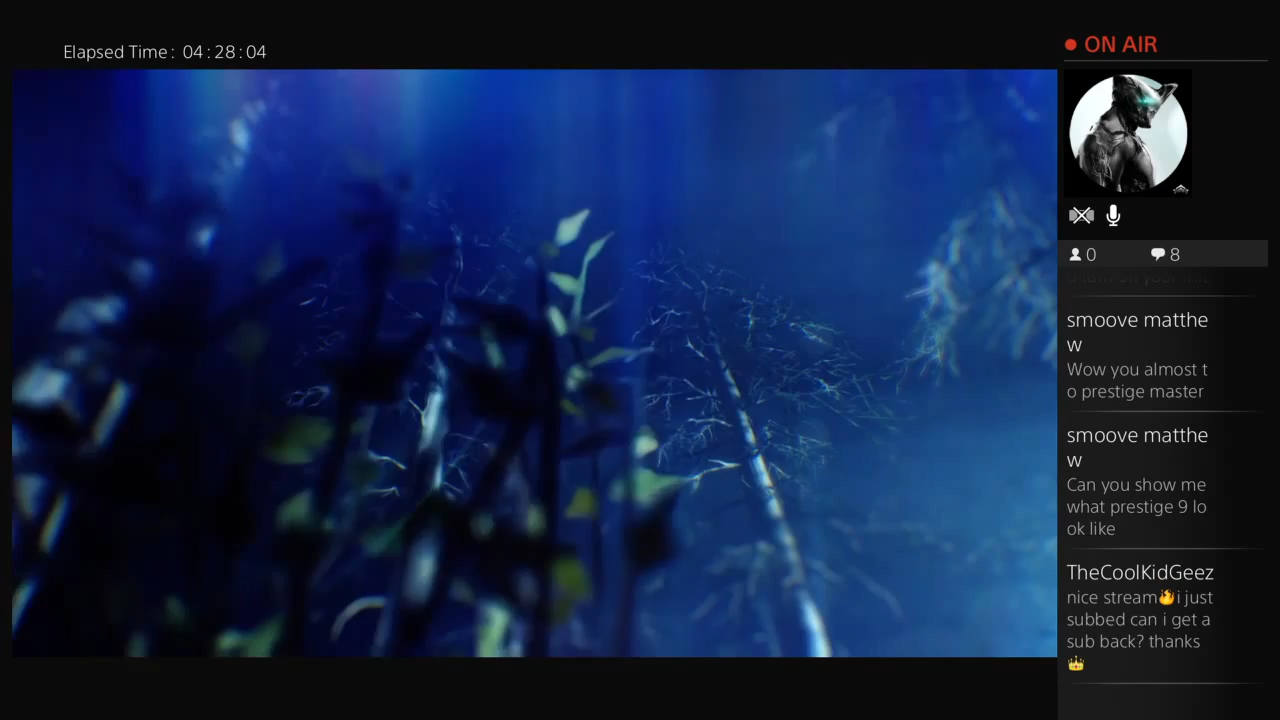 Elapsed Time: 04:28:04
ON AIR
0
8
smoove matthe
w
Wow you almost t
o prestige master
smoove matthe
w
Can you show me
what prestige 9 lo
ok like
TheCoolKidGeez
nice stream🔥i just
subbed can i get a
sub back? thanks
👑